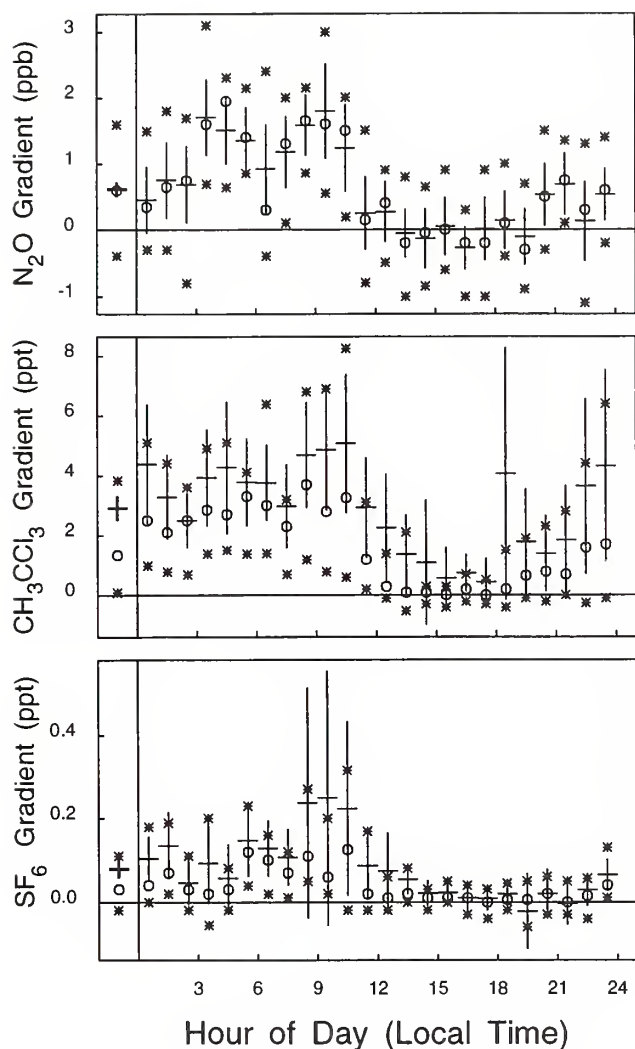 N2O Gradient (ppb)
3
2
1
0
-1
CH3CCl3 Gradient (ppt)
8
6
4
2
0
SF6 Gradient (ppt)
0.4
0.2
0.0
3 6 9 12 15 18 21 24
Hour of Day (Local Time)